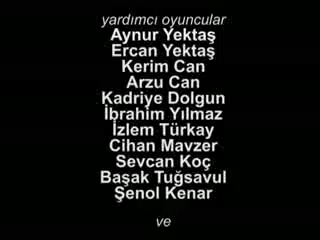 yardımcı oyuncular
Aynur Yektaş
Ercan Yektaş
Kerim Can
Arzu Can
Kadriye Dolgun
İbrahim Yılmaz
İzlem Türkay
Cihan Mavzer
Sevcan Koç
Başak Tuğsavul
Şenol Kenar
ve